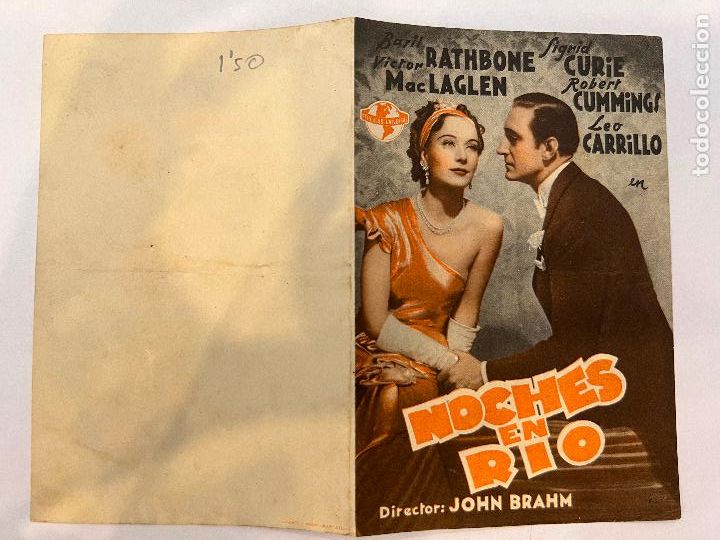 1'50
Basil RATHBONE Sigrid CURIE
Victor MacLAGLEN Robert CUMMINGS
Leo CARRILLO
en
NOCHES
EN
RIO
Director: JOHN BRAHM
todocoleccion